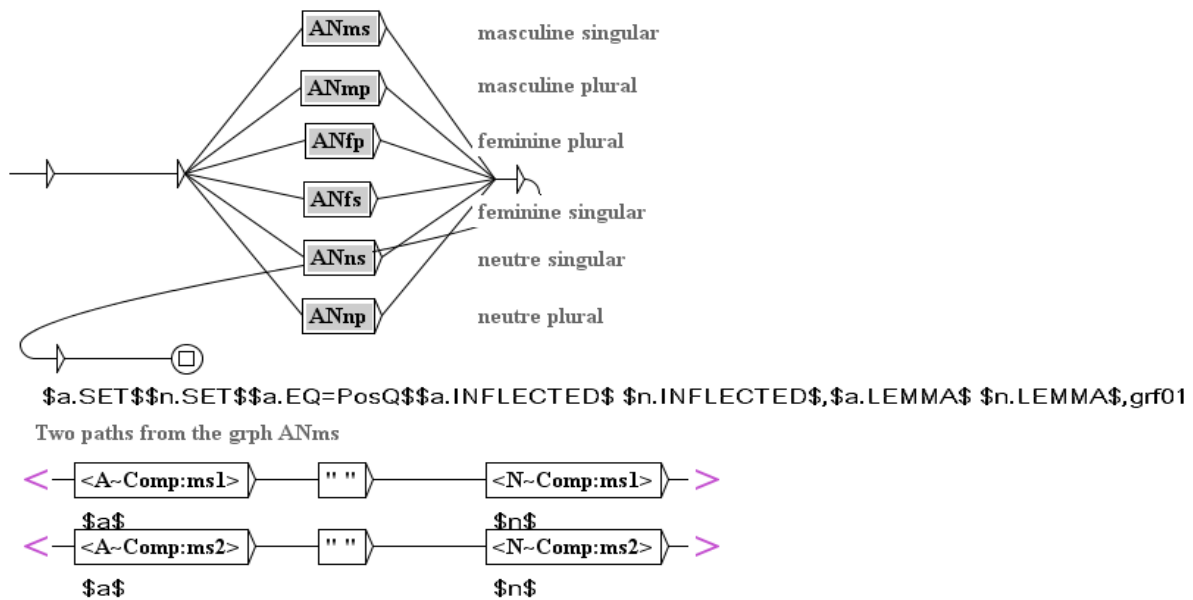 ANms masculine singular
ANmp masculine plural
ANfp feminine plural
ANfs feminine singular
ANns neutre singular
ANnp neutre plural
$a.SET$$n.SET$$a.EQ=PosQ$$a.INFLECTED$ $n.INFLECTED$,$a.LEMMA$ $n.LEMMA$,grf01
Two paths from the grph ANms
< <A~Comp:ms1> " " <N~Comp:ms1> >
$a$ $n$
< <A~Comp:ms2> " " <N~Comp:ms2> >
$a$ $n$